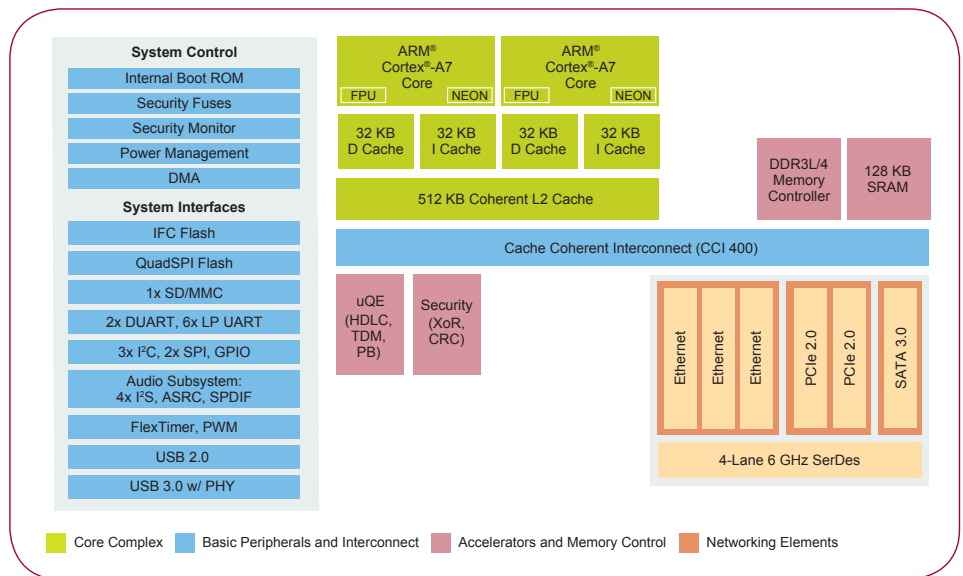 System Control
Internal Boot ROM
Security Fuses
Security Monitor
Power Management
DMA
System Interfaces
IFC Flash
QuadSPI Flash
1x SD/MMC
2x DUART, 6x LP UART
3x I²C, 2x SPI, GPIO
Audio Subsystem:
4x I²S, ASRC, SPDIF
FlexTimer, PWM
USB 2.0
USB 3.0 w/ PHY
ARM®
Cortex®-A7
Core
FPU
NEON
ARM®
Cortex®-A7
Core
FPU
NEON
32 KB
D Cache
32 KB
I Cache
32 KB
D Cache
32 KB
I Cache
512 KB Coherent L2 Cache
DDR3L/4
Memory
Controller
128 KB
SRAM
Cache Coherent Interconnect (CCI 400)
uQE
(HDLC,
TDM,
PB)
Security
(XoR,
CRC)
Ethernet
Ethernet
Ethernet
PCIe 2.0
PCIe 2.0
SATA 3.0
4-Lane 6 GHz SerDes
Core Complex
Basic Peripherals and Interconnect
Accelerators and Memory Control
Networking Elements